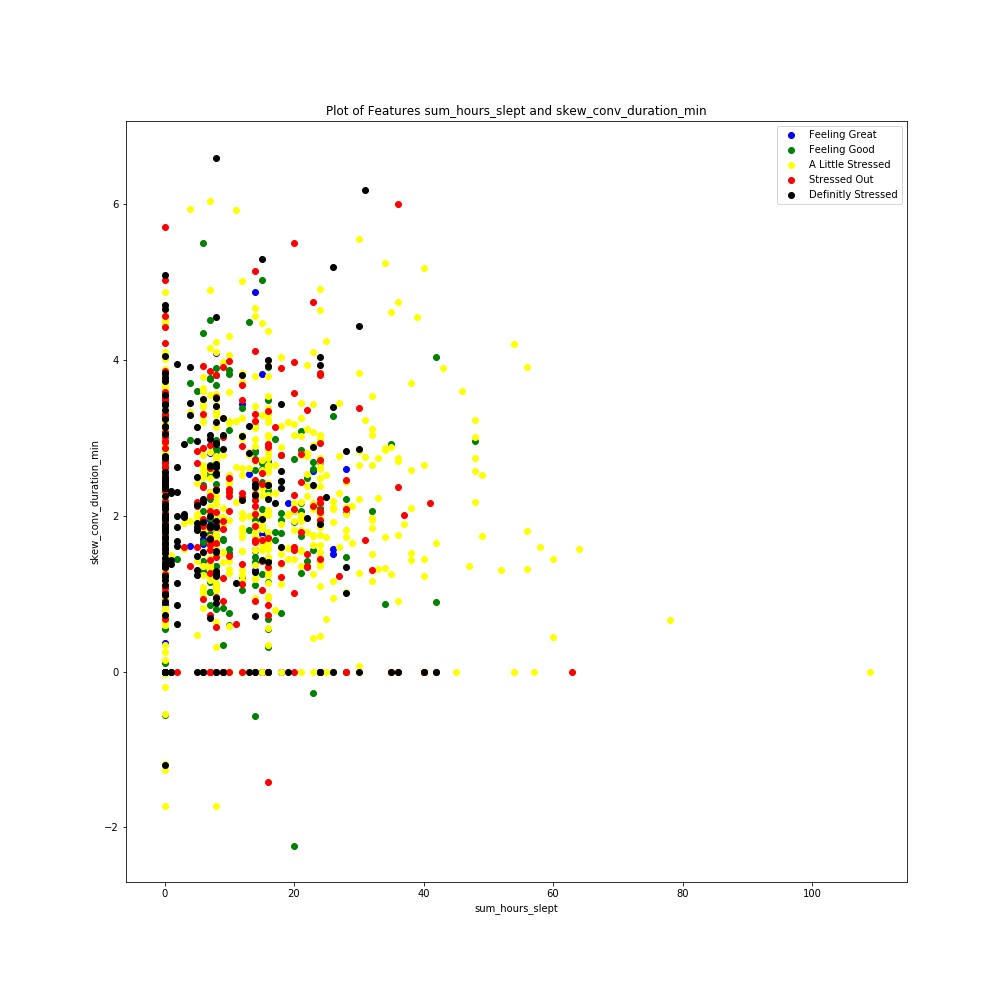 Plot of Features sum_hours_slept and skew_conv_duration_min
Feeling Great
Feeling Good
A Little Stressed
Stressed Out
Definitly Stressed
6
4
2
0
−2
skew_conv_duration_min
0 20 40 60 80 100
sum_hours_slept